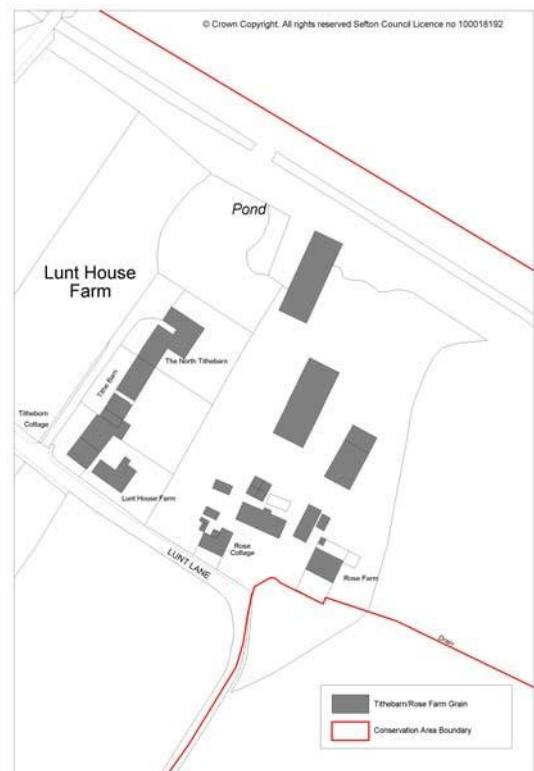 © Crown Copyright. All rights reserved Sefton Council Licence no 100018192
Pond
Lunt House
Farm
The North Tithebarn
Tithe Barn
Titheborn
Cottage
Lunt House Farm
Rose
Cottage
LUNT LANE
Rose Farm
Drain
Tithebarn/Rose Farm Grain
Conservation Area Boundary